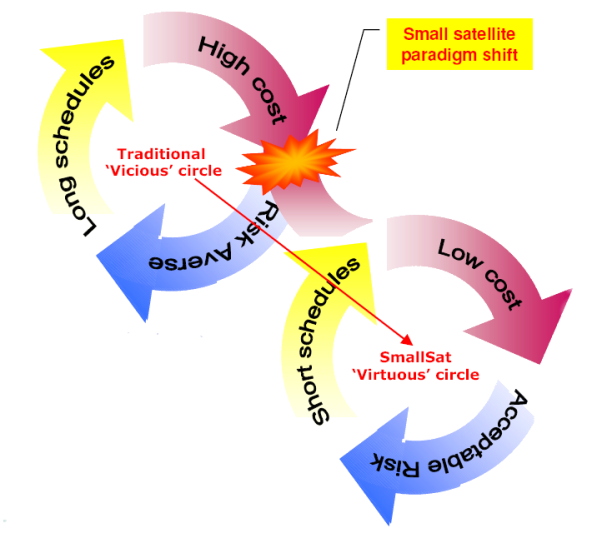 Small satellite
paradigm shift
High cost
Long schedules
Traditional
‘Vicious’ circle
Risk Averse
Low cost
Short schedules
SmallSat
‘Virtuous’ circle
Acceptable Risk